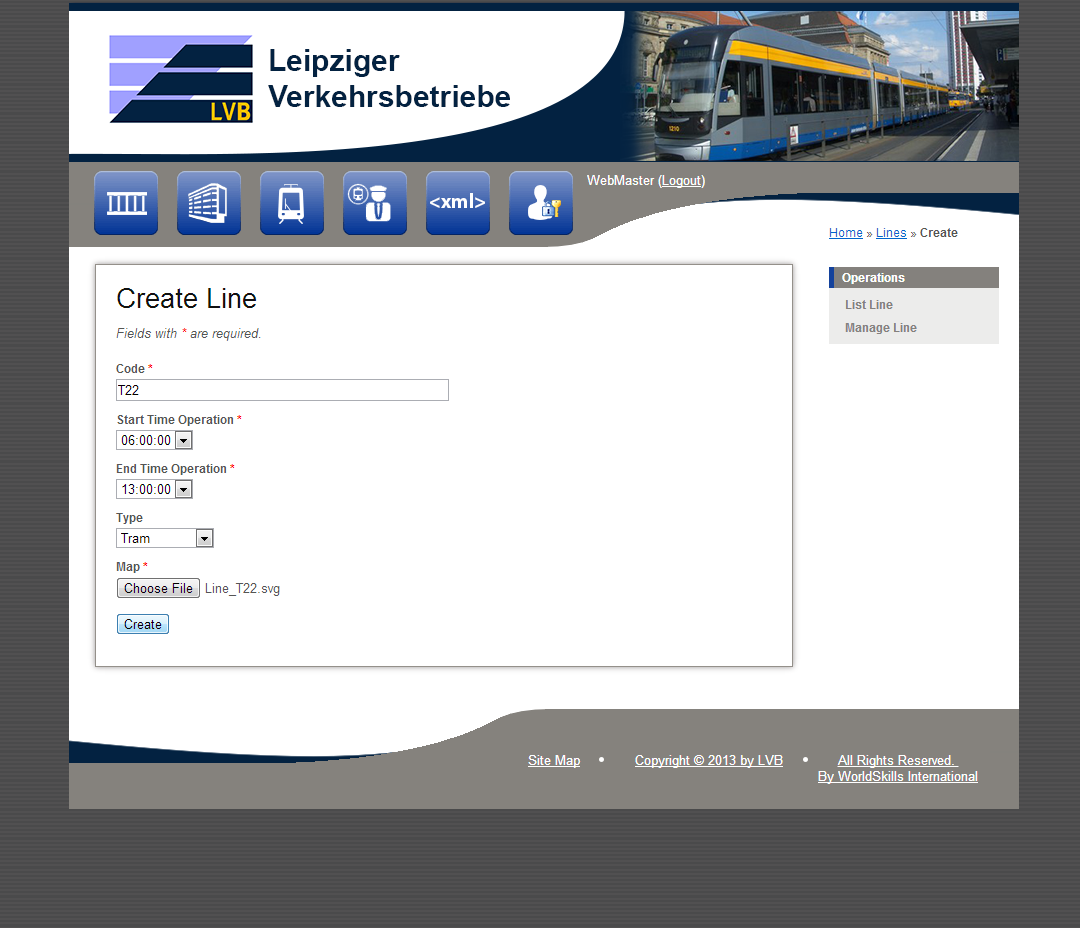 Leipziger
Verkehrsbetriebe
LVB
1210
<xml>
WebMaster (Logout)
Home » Lines » Create
Create Line
Fields with * are required.
Code *
T22
Start Time Operation *
06:00:00
End Time Operation *
13:00:00
Type
Tram
Map *
Choose File Line_T22.svg
Create
Operations
List Line
Manage Line
Site Map • Copyright © 2013 by LVB • All Rights Reserved.
By WorldSkills International